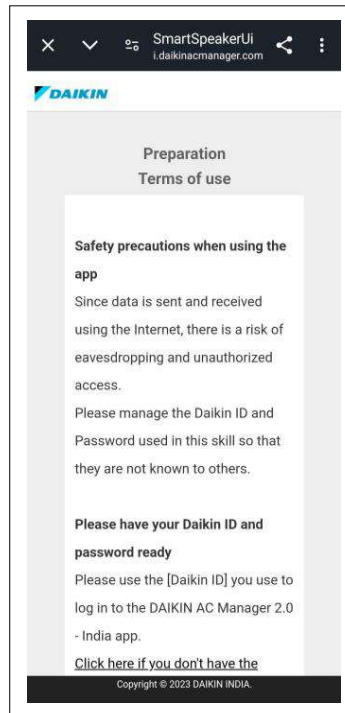 SmartSpeakerUi
i.daikinacmanager.com
DAIKIN
Preparation
Terms of use
Safety precautions when using the
app
Since data is sent and received
using the Internet, there is a risk of
eavesdropping and unauthorized
access.
Please manage the Daikin ID and
Password used in this skill so that
they are not known to others.
Please have your Daikin ID and
password ready
Please use the [Daikin ID] you use to
log in to the DAIKIN AC Manager 2.0
- India app.
Click here if you don't have the
Copyright © 2023 DAIKIN INDIA.